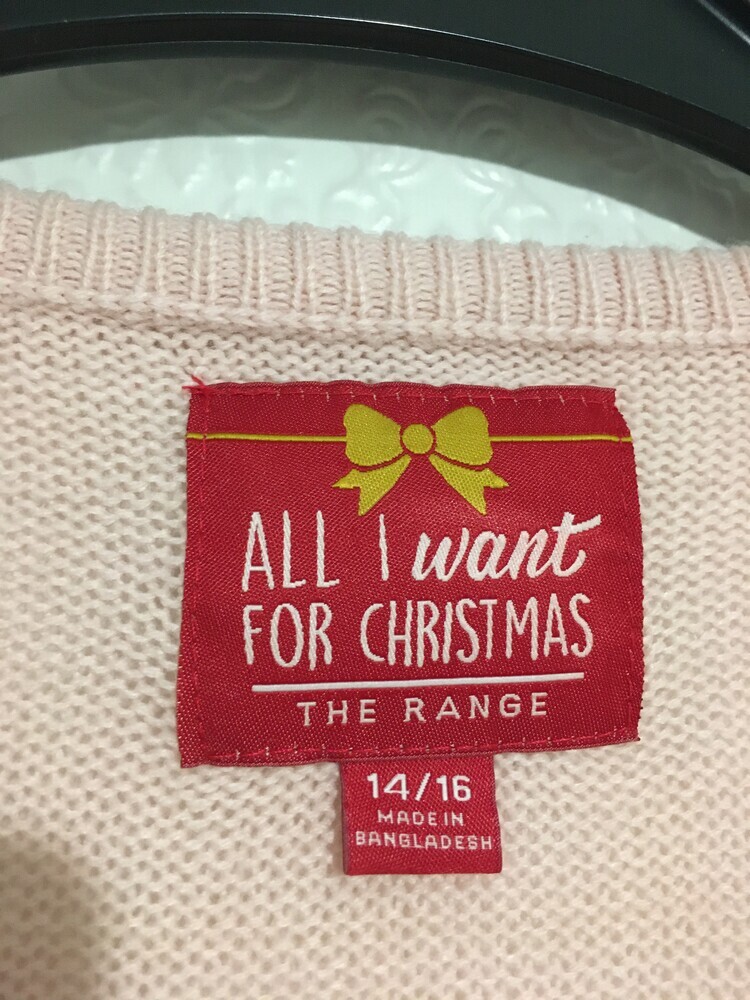 ALL I want
FOR CHRISTMAS
THE RANGE
14/16
MADE IN
BANGLADESH